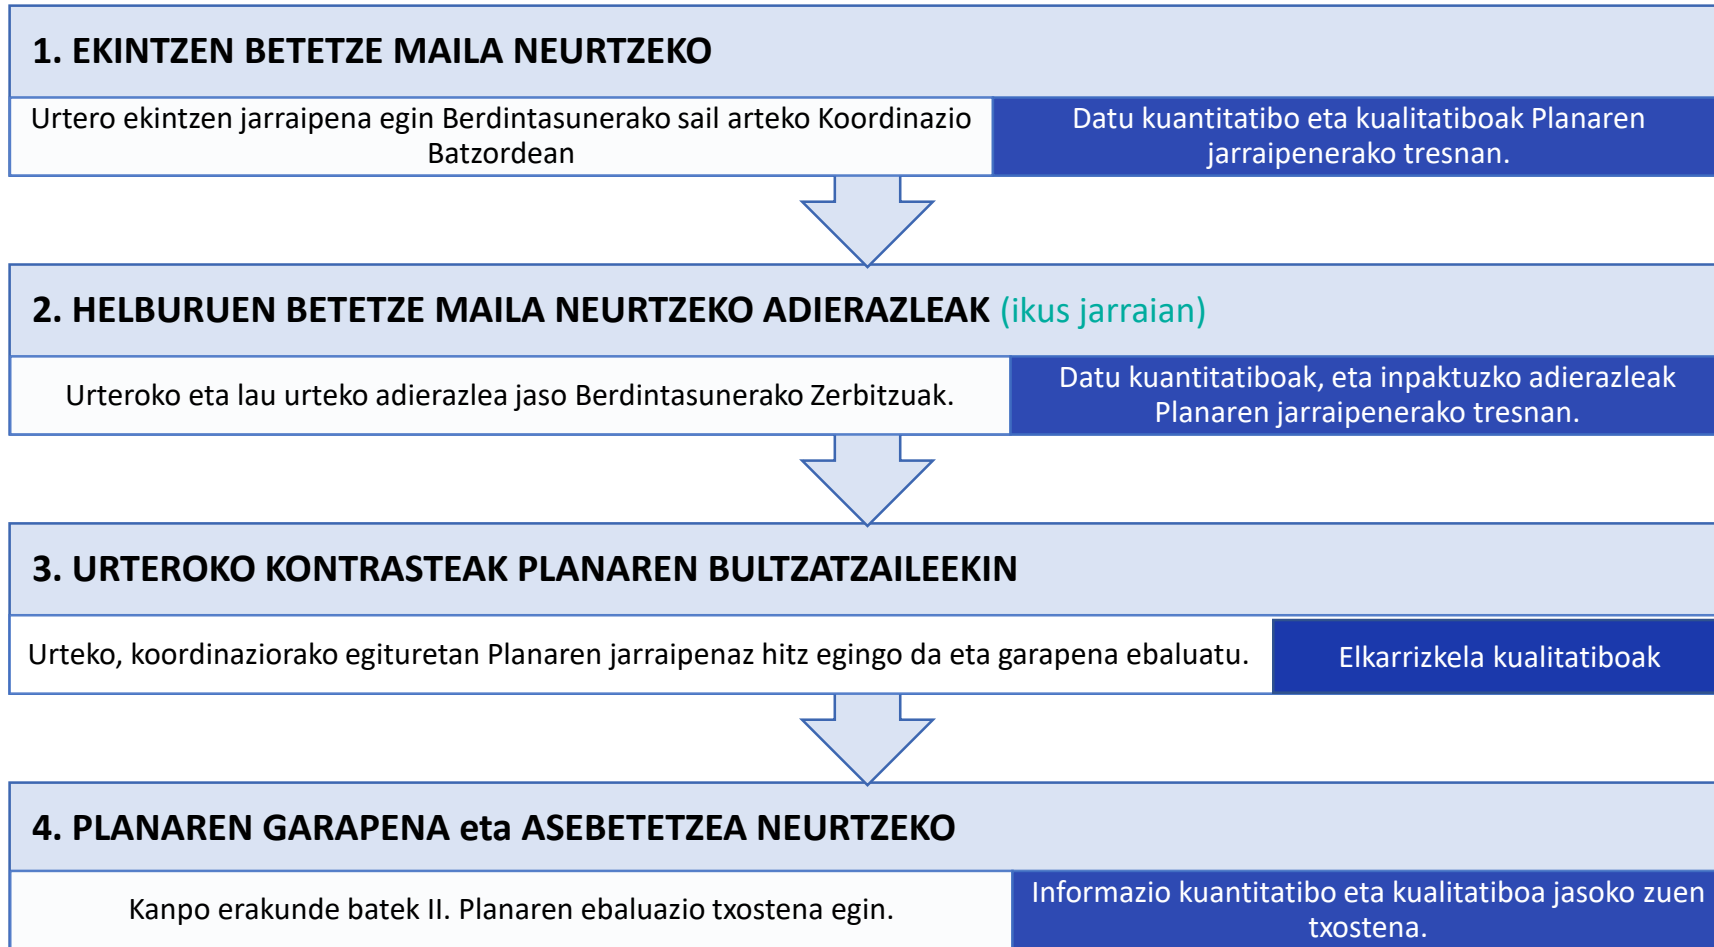 1. EKINTZEN BETETZE MAILA NEURTZEKO
Urtero ekintzen jarraipena egin Berdintasunerako sail arteko Koordinazio
Batzordean
Datu kuantitatibo eta kualitatiboak Planaren
jarraipenerako tresnan.
2. HELBURUEN BETETZE MAILA NEURTZEKO ADIERAZLEAK (ikus jarraian)
Urteroko eta lau urteko adierazlea jaso Berdintasunerako Zerbitzuak.
Datu kuantitatiboak, eta inpaktuzko adierazleak
Planaren jarraipenerako tresnan.
3. URTEROKO KONTRASTEAK PLANAREN BULTZATZAILEEKIN
Urteko, koordinaziorako egituretan Planaren jarraipenaz hitz egingo da eta garapena ebaluatu.
Elkarrizkela kualitatiboak
4. PLANAREN GARAPENA eta ASEBETETZEA NEURTZEKO
Kanpo erakunde batek II. Planaren ebaluazio txostena egin.
Informazio kuantitatibo eta kualitatiboa jasoko zuen
txostena.